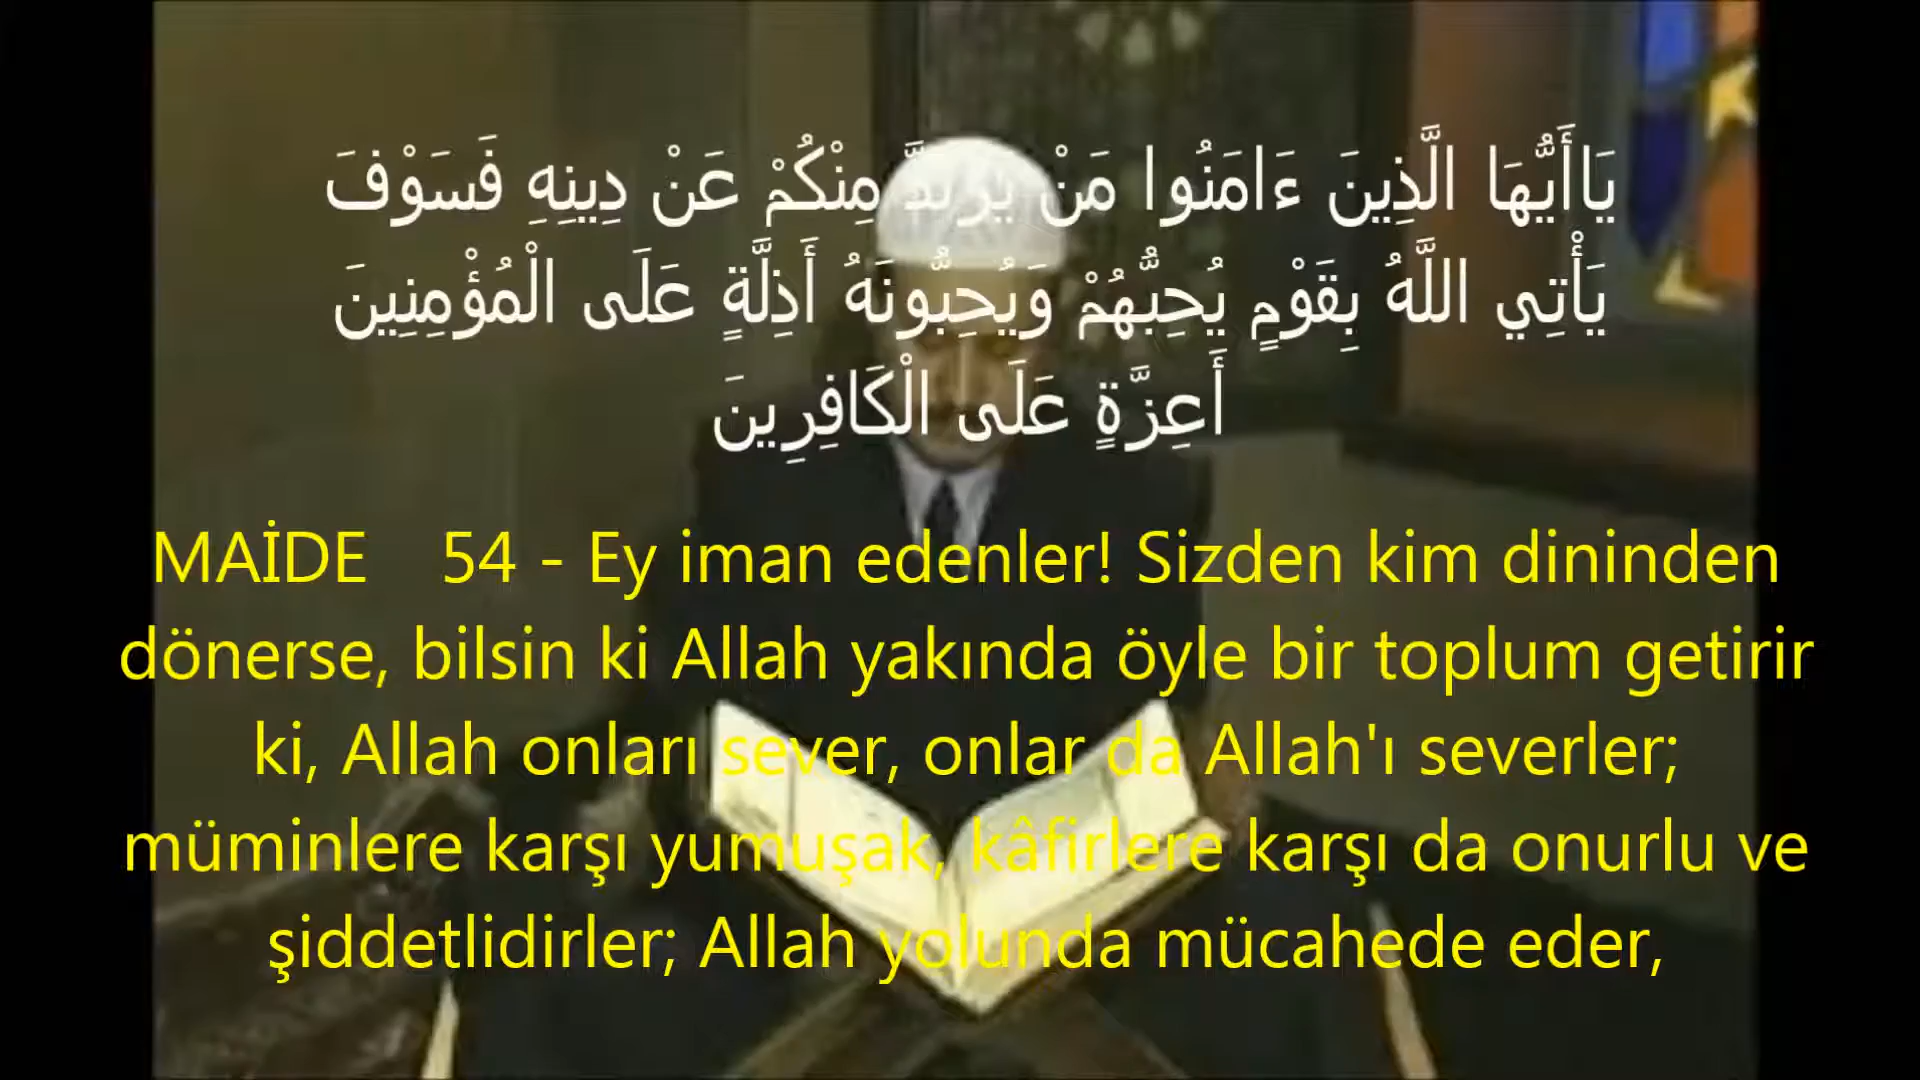 يَاأَيُّهَا الَّذِينَ ءَامَنُوا مَنْ يَرْتَدَّ مِنْكُمْ عَنْ دِينِهِ فَسَوْفَ
يَأْتِي اللَّهُ بِقَوْمٍ يُحِبُّهُمْ وَيُحِبُّونَهُ أَذِلَّةٍ عَلَى الْمُؤْمِنِينَ
أَعِزَّةٍ عَلَى الْكَافِرِينَ
MAİDE 54 - Ey iman edenler! Sizden kim dininden
dönerse, bilsin ki Allah yakında öyle bir toplum getirir
ki, Allah onları sever, onlar da Allah'ı severler;
müminlere karşı yumuşak, kâfirlere karşı da onurlu ve
şiddetlidirler; Allah yolunda mücahede eder,